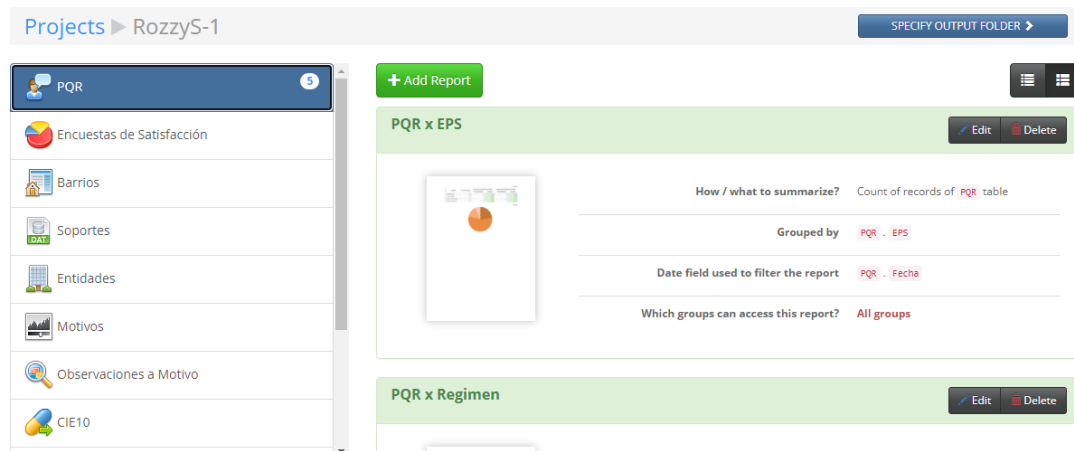 Projects ▶ RozzyS-1
SPECIFY OUTPUT FOLDER
PQR 5
Encuestas de Satisfacción
Barrios
DAT
Soportes
Entidades
Motivos
Observaciones a Motivo
CIE10
+ Add Report
PQR x EPS
Edit Delete
How / what to summarize? Count of records of PQR table
Grouped by PQR . EPS
Date field used to filter the report PQR . Fecha
Which groups can access this report? All groups
PQR x Regimen
Edit Delete